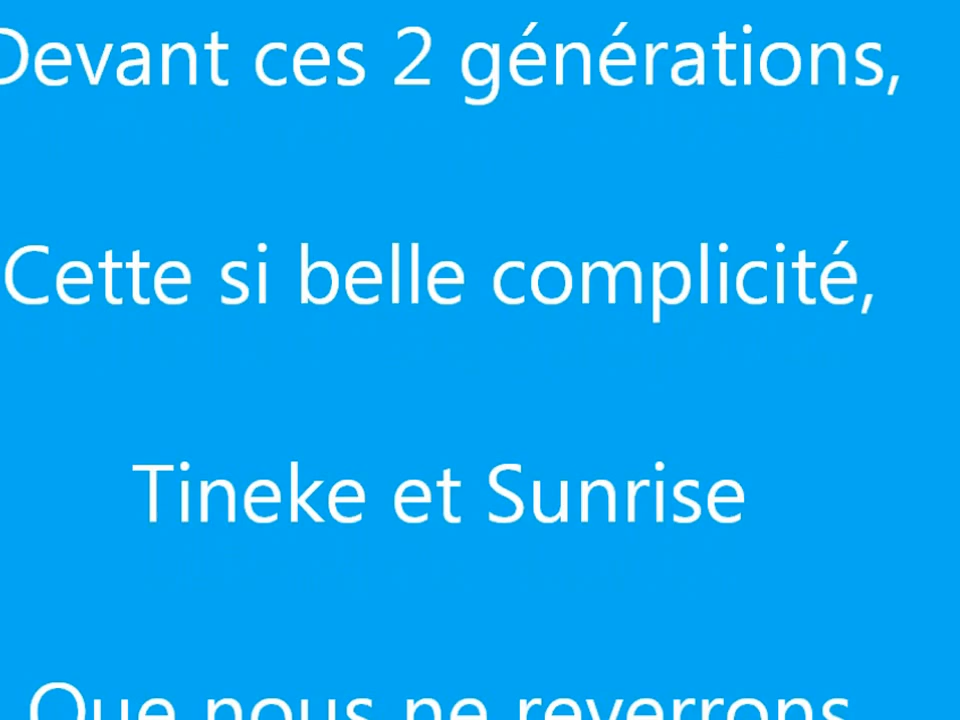 Devant ces 2 générations,
Cette si belle complicité,
Tineke et Sunrise
Que nous ne reverrons